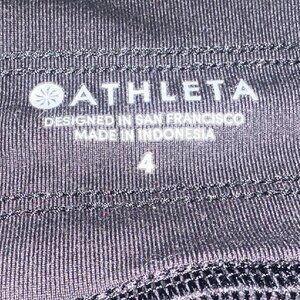 ATHLETA
DESIGNED IN SAN FRANCISCO
MADE IN INDONESIA
4